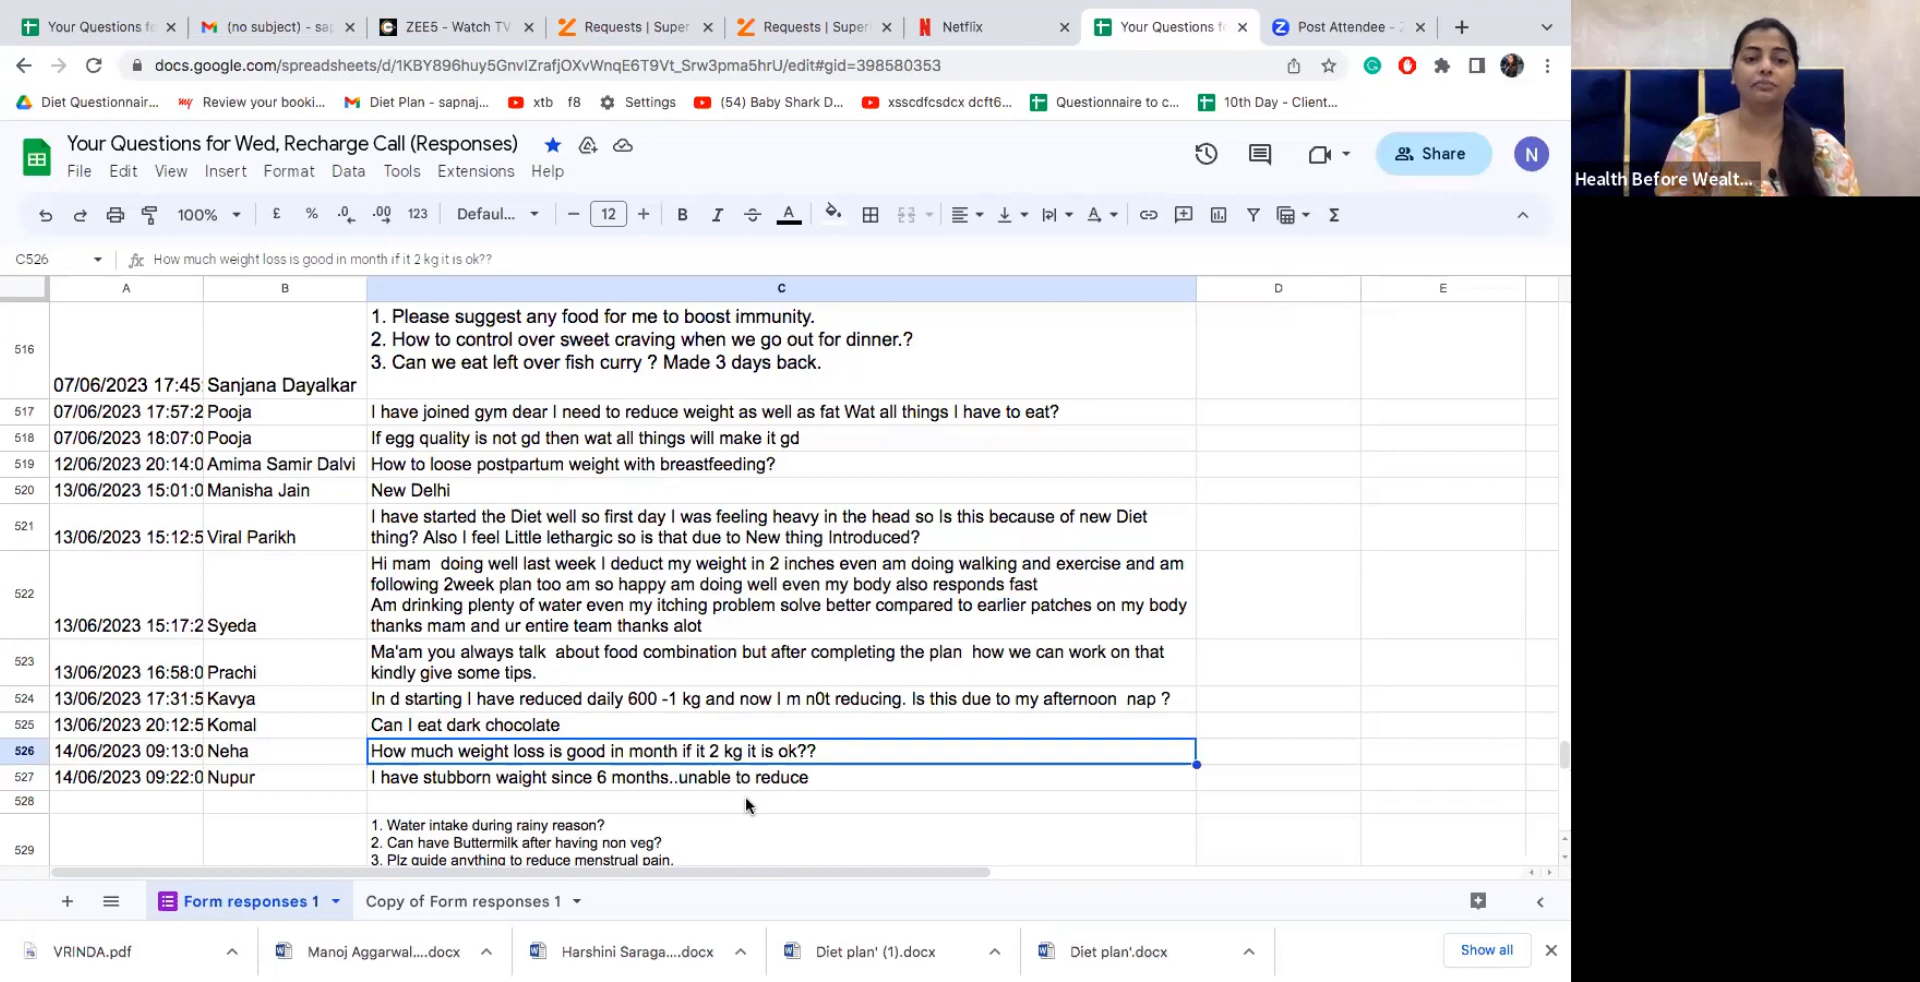 Your Questions fo
(no subject) - sap
ZEE5 - Watch TV
Requests | Super
Requests | Super
Netflix
Your Questions fo
Post Attendee - Z
docs.google.com/spreadsheets/d/1KBY896huy5GnvIZrafjOXvWnqE6T9Vt_Srw3pma5hrU/edit#gid=398580353
Diet Questionnair...
Review your booki...
Diet Plan - sapnaj...
xtb f8
Settings
(54) Baby Shark D...
xsscdfcsdcx dcft6...
Questionnaire to c...
10th Day - Client...
Your Questions for Wed, Recharge Call (Responses)
File Edit View Insert Format Data Tools Extensions Help
Share
N
100%
£ % .0 .00 123
Defaul...
12
B I S A
C526
fx How much weight loss is good in month if it 2 kg it is ok??
A B C D E
516 07/06/2023 17:45: Sanjana Dayalkar
1. Please suggest any food for me to boost immunity.
2. How to control over sweet craving when we go out for dinner.?
3. Can we eat left over fish curry ? Made 3 days back.
517 07/06/2023 17:57:2 Pooja I have joined gym dear I need to reduce weight as well as fat Wat all things I have to eat?
518 07/06/2023 18:07:0 Pooja If egg quality is not gd then wat all things will make it gd
519 12/06/2023 20:14:0 Amima Samir Dalvi How to loose postpartum weight with breastfeeding?
520 13/06/2023 15:01:0 Manisha Jain New Delhi
521 13/06/2023 15:12:5 Viral Parikh
I have started the Diet well so first day I was feeling heavy in the head so Is this because of new Diet
thing? Also I feel Little lethargic so is that due to New thing Introduced?
522 13/06/2023 15:17:2 Syeda
Hi mam doing well last week I deduct my weight in 2 inches even am doing walking and exercise and am
following 2week plan too am so happy am doing well even my body also responds fast
Am drinking plenty of water even my itching problem solve better compared to earlier patches on my body
thanks mam and ur entire team thanks alot
523 13/06/2023 16:58:0 Prachi
Ma'am you always talk about food combination but after completing the plan how we can work on that
kindly give some tips.
524 13/06/2023 17:31:5 Kavya In d starting I have reduced daily 600 -1 kg and now I m n0t reducing. Is this due to my afternoon nap ?
525 13/06/2023 20:12:5 Komal Can I eat dark chocolate
526 14/06/2023 09:13:0 Neha How much weight loss is good in month if it 2 kg it is ok??
527 14/06/2023 09:22:0 Nupur I have stubborn waight since 6 months..unable to reduce
528
529
1. Water intake during rainy reason?
2. Can have Buttermilk after having non veg?
3. Plz guide anything to reduce menstrual pain.
Form responses 1
Copy of Form responses 1
VRINDA.pdf
Manoj Aggarwal....docx
Harshini Saraga....docx
Diet plan' (1).docx
Diet plan'.docx
Show all
Health Before Wealt...